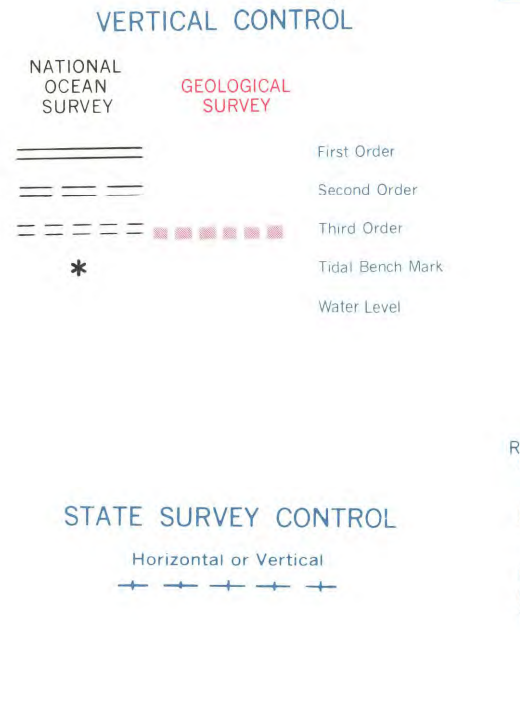 VERTICAL CONTROL
NATIONAL
OCEAN
SURVEY
GEOLOGICAL
SURVEY
First Order
Second Order
Third Order
Tidal Bench Mark
Water Level
R
STATE SURVEY CONTROL
Horizontal or Vertical